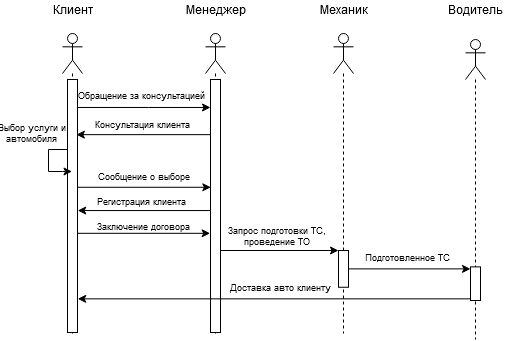 Клиент
Менеджер
Механик
Водитель
Обращение за консультацией
Консультация клиента
Выбор услуги и
автомобиля
Сообщение о выборе
Регистрация клиента
Заключение договора
Запрос подготовки ТС,
проведение ТО
Подготовленное ТС
Доставка авто клиенту